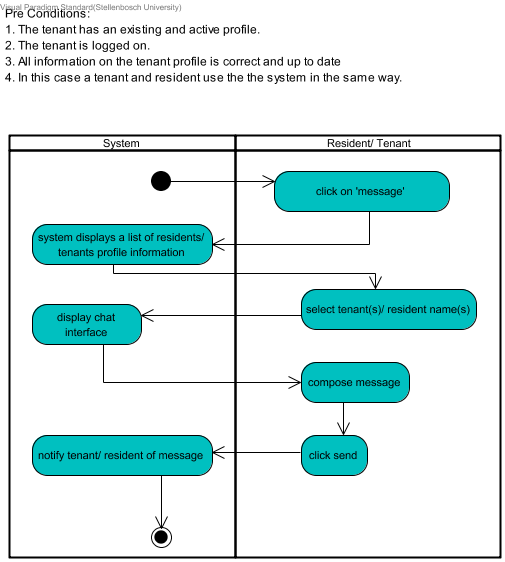 Visual Paradigm Standard(Stellenbosch University)
Pre Conditions:
1. The tenant has an existing and active profile.
2. The tenant is logged on.
3. All information on the tenant profile is correct and up to date
4. In this case a tenant and resident use the the system in the same way.
System
Resident/ Tenant
click on 'message'
system displays a list of residents/
tenants profile information
select tenant(s)/ resident name(s)
display chat
interface
compose message
click send
notify tenant/ resident of message